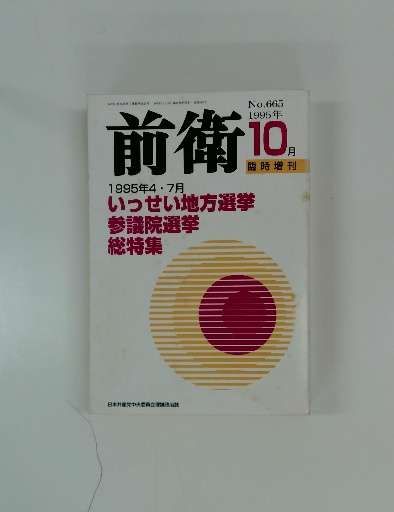 No.665
1995年
前衛
10月
臨時増刊
1995年4・7月
いっせい地方選挙
参議院選挙
総特集
日本共産党中央委員会理論政治誌